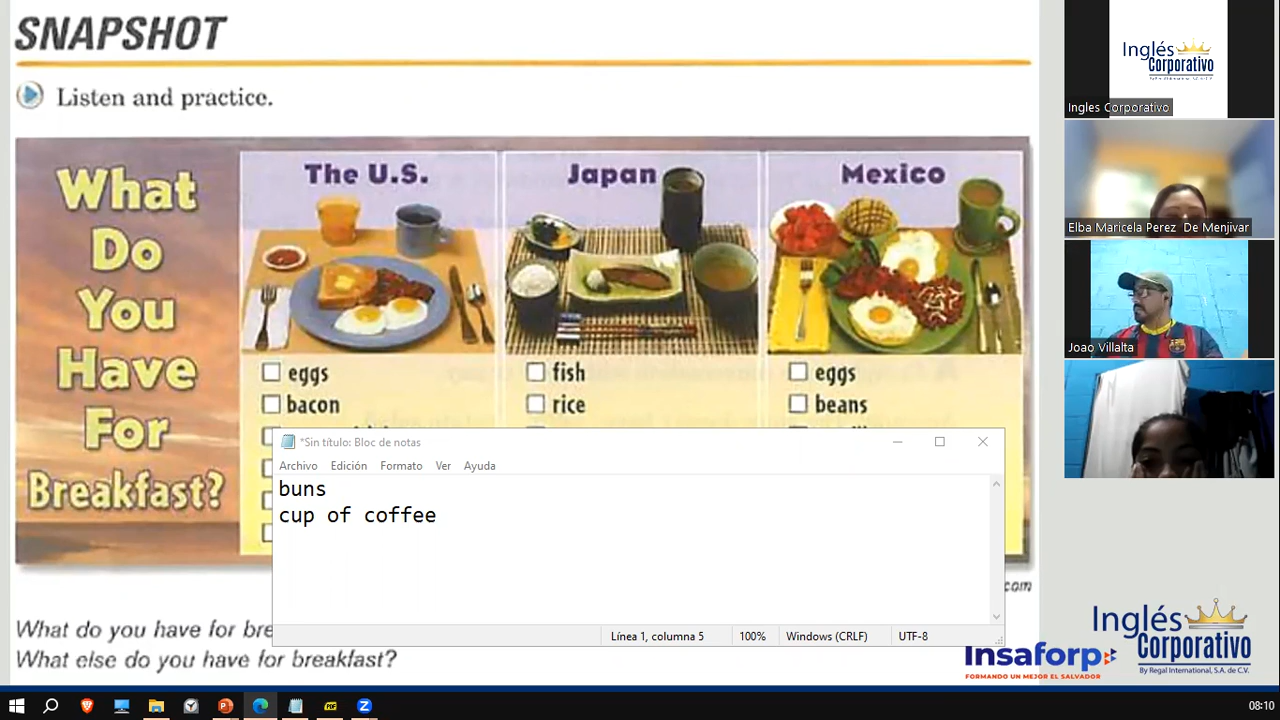 SNAPSHOT
Listen and practice.
What
Do
You
Have
For
Breakfast?
The U.S.
Japan
Mexico
eggs
bacon
fish
rice
eggs
beans
*Sin título: Bloc de notas
Archivo Edición Formato Ver Ayuda
buns
cup of coffee
Línea 1, columna 5 100% Windows (CRLF) UTF-8
com
What do you have for bre
What else do you have for breakfast?
Inglés
Corporativo
By Regal International, S.A. de C.V.
Insaforp
FORMANDO UN MEJOR EL SALVADOR
Inglés
Corporativo
Ingles Corporativo
Elba Maricela Perez De Menjivar
Joao Villalta
08:10